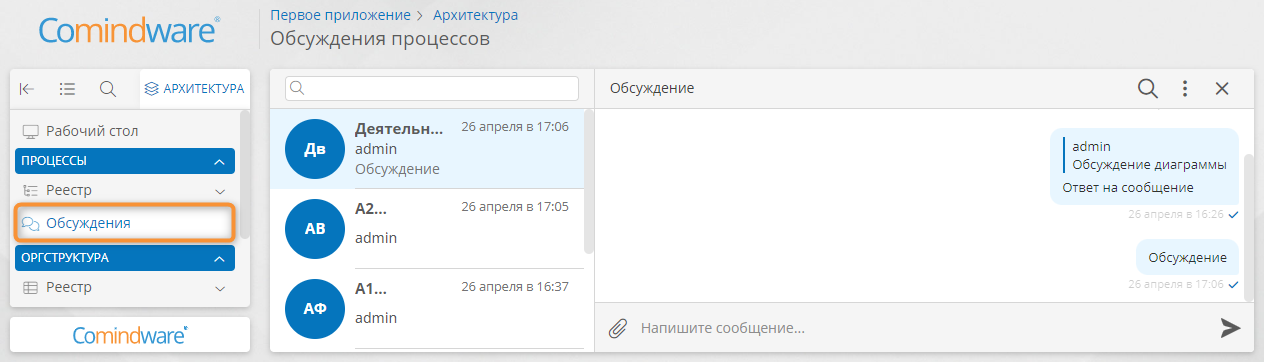 Comindware®
Первое приложение > Архитектура
Обсуждения процессов
АРХИТЕКТУРА
Рабочий стол
ПРОЦЕССЫ
Реестр
Обсуждения
ОРГСТРУКТУРА
Реестр
Comindware
Дв
Деятельн... 26 апреля в 17:06
admin
Обсуждение
АВ
А2... 26 апреля в 17:05
admin
АФ
А1... 26 апреля в 16:37
admin
Обсуждение
admin
Обсуждение диаграммы
Ответ на сообщение
26 апреля в 16:26
Обсуждение
26 апреля в 17:06
Напишите сообщение...